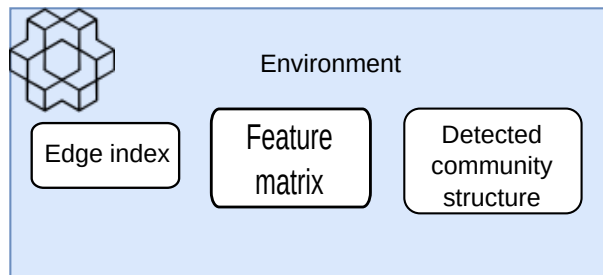 Environment
Edge index
Feature
matrix
Detected
community
structure